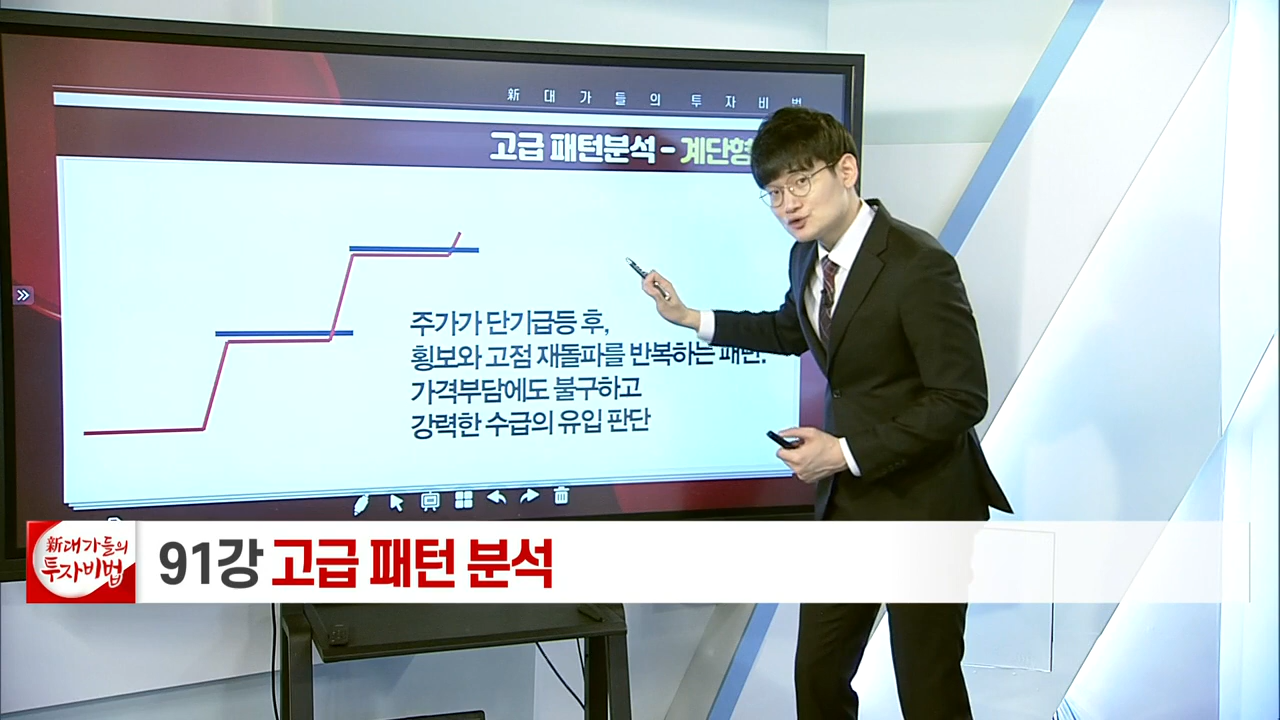 新 대 가 들 의 투 자 비 법
고급 패턴분석 - 계단형
주가가 단기급등 후,
횡보와 고점 재돌파를 반복하는 패턴.
가격부담에도 불구하고
강력한 수급의 유입 판단
新대가들의
투자비법
91강 고급 패턴 분석